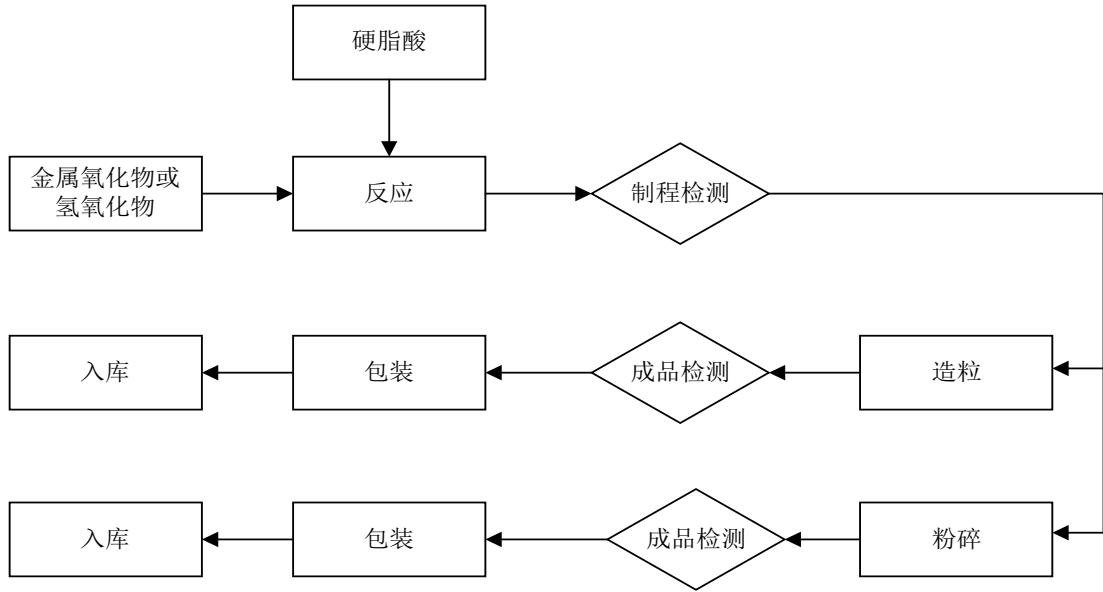 硬脂酸
金属氧化物或
氢氧化物
反应
制程检测
入库
包装
成品检测
造粒
入库
包装
成品检测
粉碎